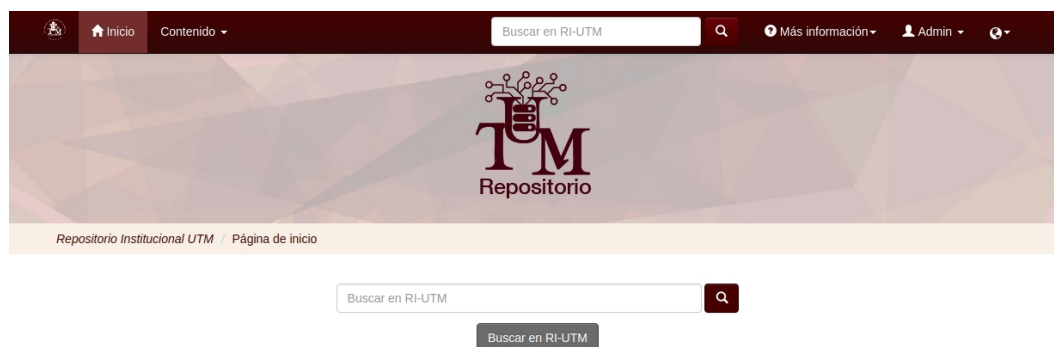 Inicio Contenido Buscar en RI-UTM Más información Admin
UTM
Repositorio
Repositorio Institucional UTM / Página de inicio
Buscar en RI-UTM
Buscar en RI-UTM